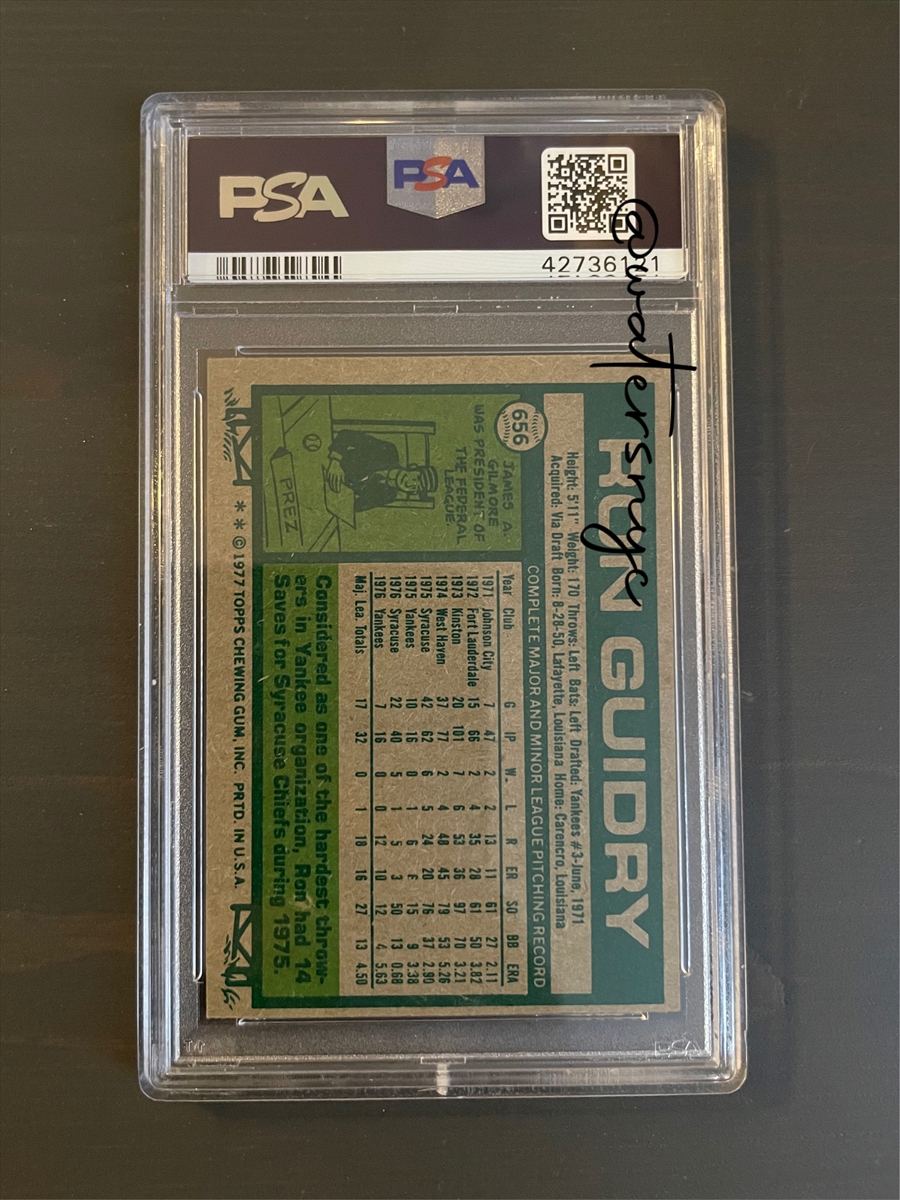 PSA
PSA
@watersnyc
RON GUIDRY
Height: 5'11" Weight: 170 Throws: Left Bats: Left Drafted: Yankees #3-June, 1971
Acquired: Via Draft Born: 8-28-50, Lafayette, Louisiana Home: Carencro, Louisiana
656
COMPLETE MAJOR AND MINOR LEAGUE PITCHING RECORD
JAMES A.
GILMORE
WAS PRESIDENT OF
THE FEDERAL
LEAGUE.
PREZ
Year Club G IP W. L R ER SO BB ERA
1971 Johnson City 7 47 2 2 13 11 61 27 2.11
1972 Fort Lauderdale 15 66 2 4 35 28 61 50 3.82
1973 Kinston 20 101 7 6 53 36 97 70 3.21
1974 West Haven 37 77 2 4 48 45 79 53 5.26
1975 Syracuse 42 62 6 5 24 20 76 37 2.90
1975 Yankees 10 16 0 1 6 6 15 9 3.38
1976 Syracuse 22 40 5 1 5 3 50 13 0.68
1976 Yankees 7 16 0 0 12 10 12 4 5.63
Maj. Lea. Totals 17 32 0 1 18 16 27 13 4.50
Considered as one of the hardest throw-
ers in Yankee organization, Ron had 14
Saves for Syracuse Chiefs during 1975.
** © 1977 TOPPS CHEWING GUM, INC. PRTD. IN U.S.A.
PSA